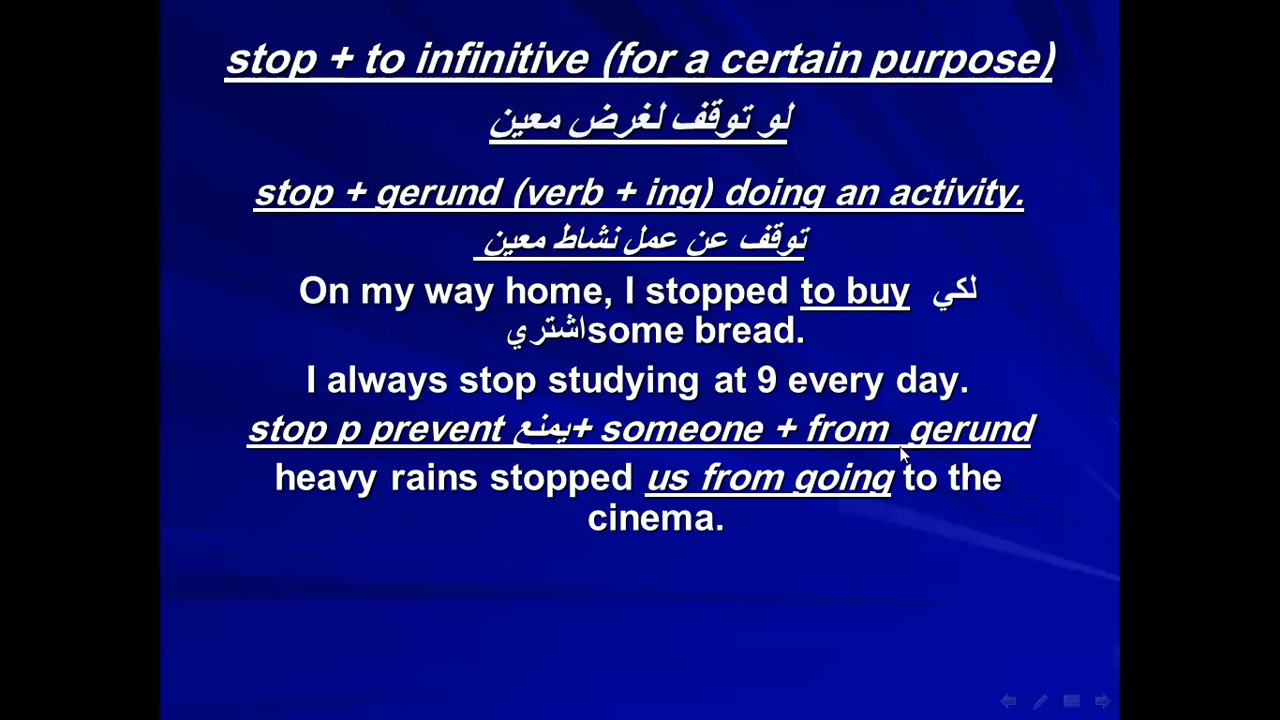 stop + to infinitive (for a certain purpose)
لو توقف لغرض معين
stop + gerund (verb + ing) doing an activity.
توقف عن عمل نشاط معين
On my way home, I stopped to buy لكي
اشتريsome bread.
I always stop studying at 9 every day.
stop p prevent يمنع+ someone + from gerund
heavy rains stopped us from going to the
cinema.